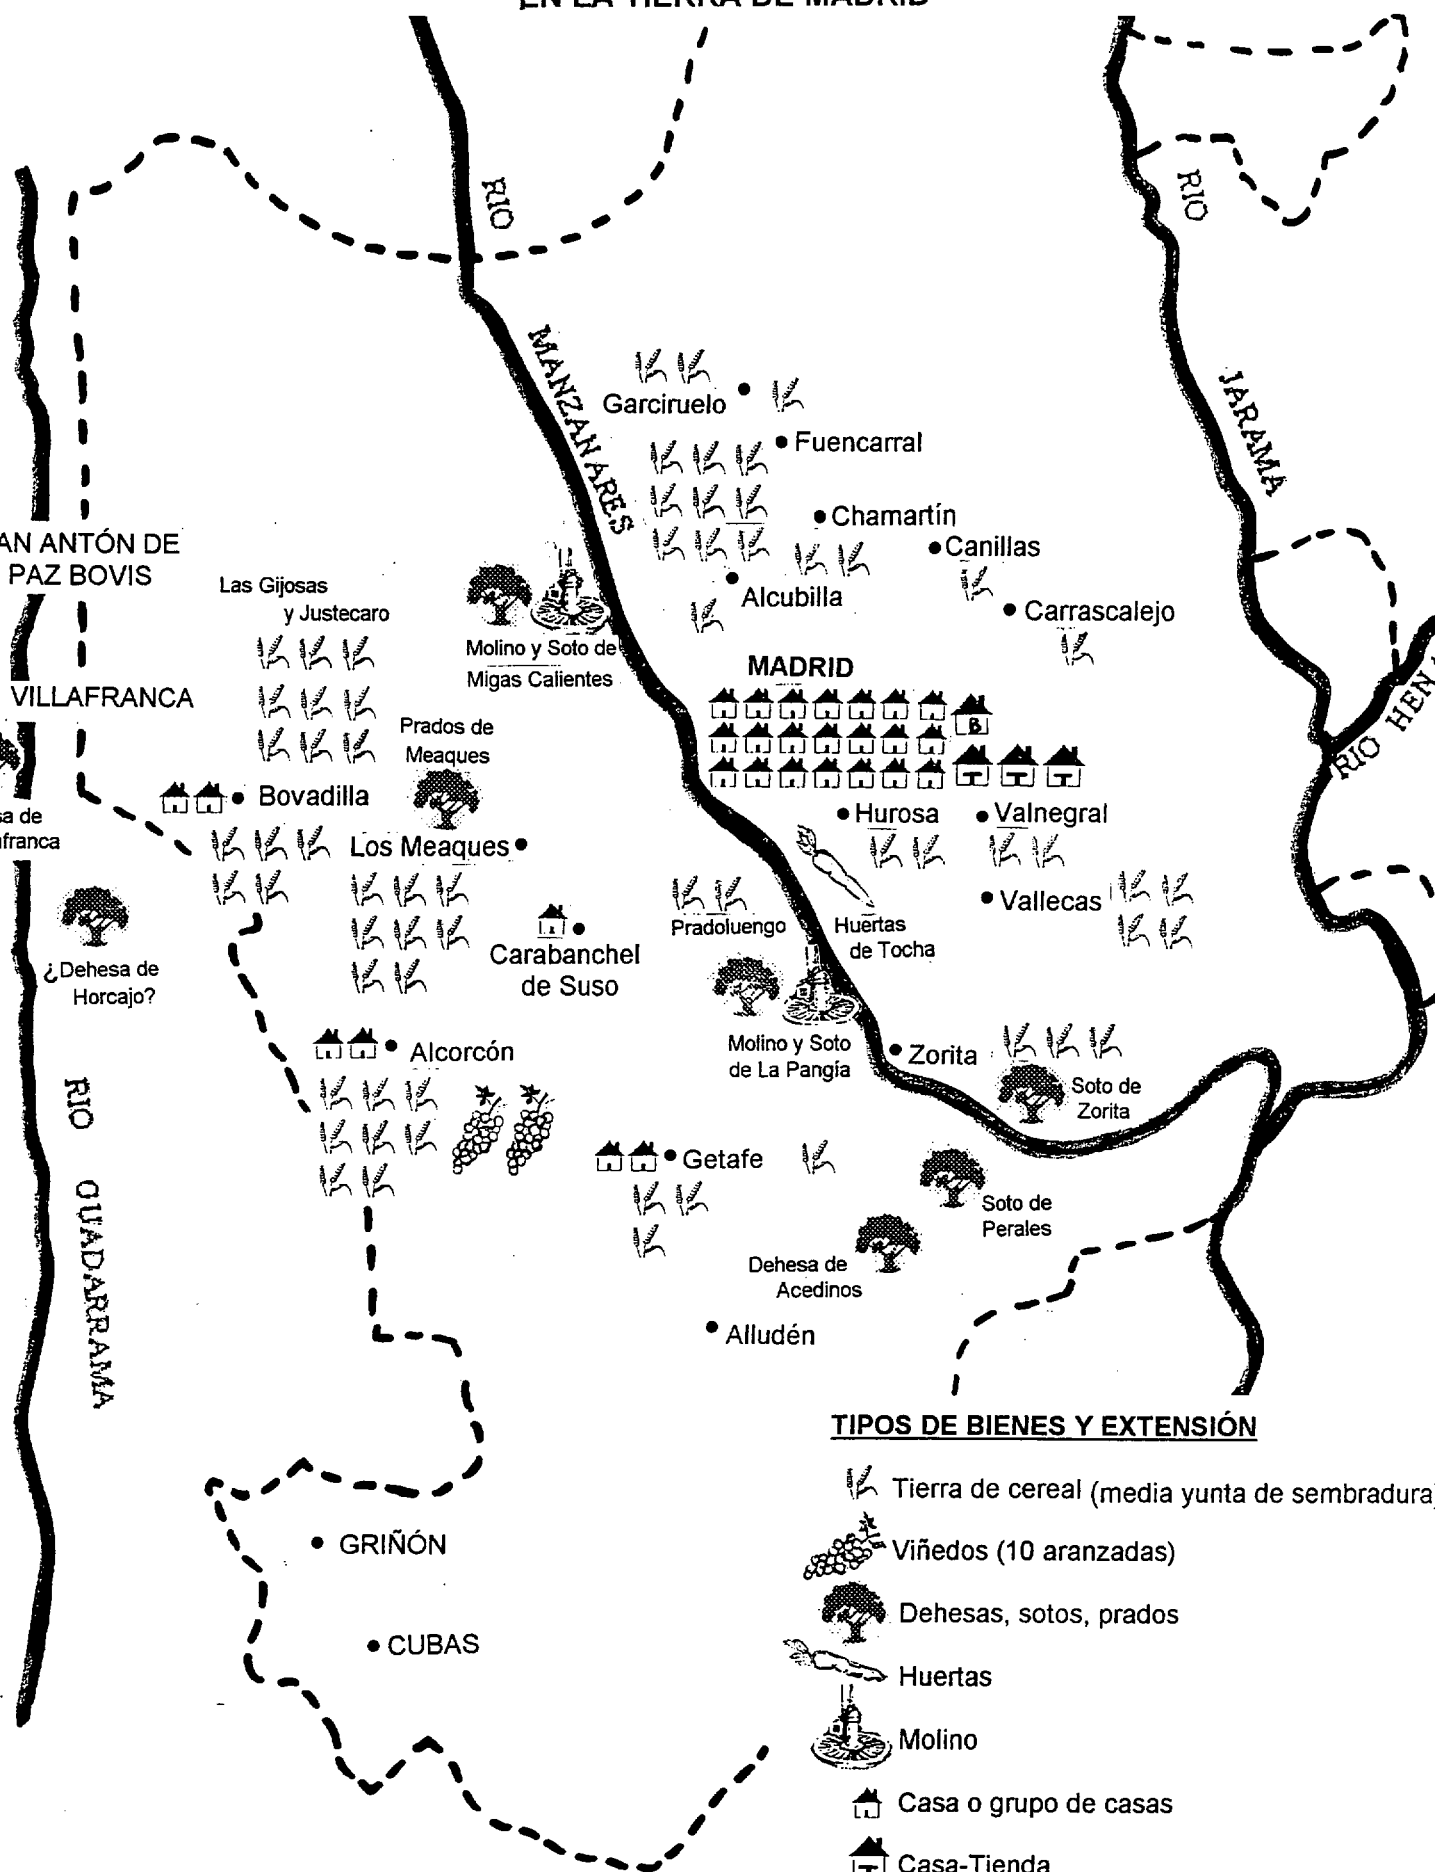 EN LA TIERRA DE MADRID
RIO
MANZANARES
RIO
JARAMA
RIO
Garciruelo
Fuencarral
Chamartín
Canillas
Alcubilla
Carrascalejo
AN ANTÓN DE
PAZ BOVIS
Las Gijosas
y Justecaro
Molino y Soto de
Migas Calientes
MADRID
VILLAFRANCA
Prados de
Meaques
B
T T T
Bovadilla
sa de
franca
Los Meaques
Hurosa
Valnegral
Vallecas
Pradoluengo
Huertas
de Tocha
Carabanchel
de Suso
¿Dehesa de
Horcajo?
Molino y Soto
de La Pangía
Alcorcón
Zorita
Soto de
Zorita
RIO
GUADARRAMA
Getafe
Soto de
Perales
Dehesa de
Acedinos
Alludén
TIPOS DE BIENES Y EXTENSIÓN
Tierra de cereal (media yunta de sembradura)
Viñedos (10 aranzadas)
Dehesas, sotos, prados
Huertas
Molino
Casa o grupo de casas
T Casa-Tienda
GRIÑÓN
CUBAS